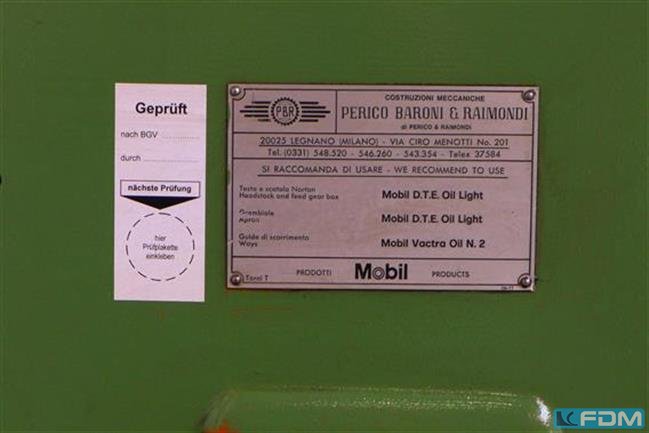 Geprüft
nach BGV
durch
nächste Prüfung
hier
Prüfplakette
einkleben
P&R
COSTRUZIONI MECCANICHE
PERICO BARONI & RAIMONDI
di PERICO & RAIMONDI
20025 LEGNANO (MILANO) - VIA CIRO MENOTTI No. 201
Tel. (0331) 548.520 - 546.260 - 543.354 - Telex 37584
SI RACCOMANDA DI USARE - WE RECOMMEND TO USE
Testa e scatola Norton
Headstock and feed gear box
Mobil D.T.E. Oil Light
Grembiale
Apron
Mobil D.T.E. Oil Light
Guide di scorrimento
Ways
Mobil Vactra Oil N. 2
Torni T
PRODOTTI Mobil PRODUCTS
FDM